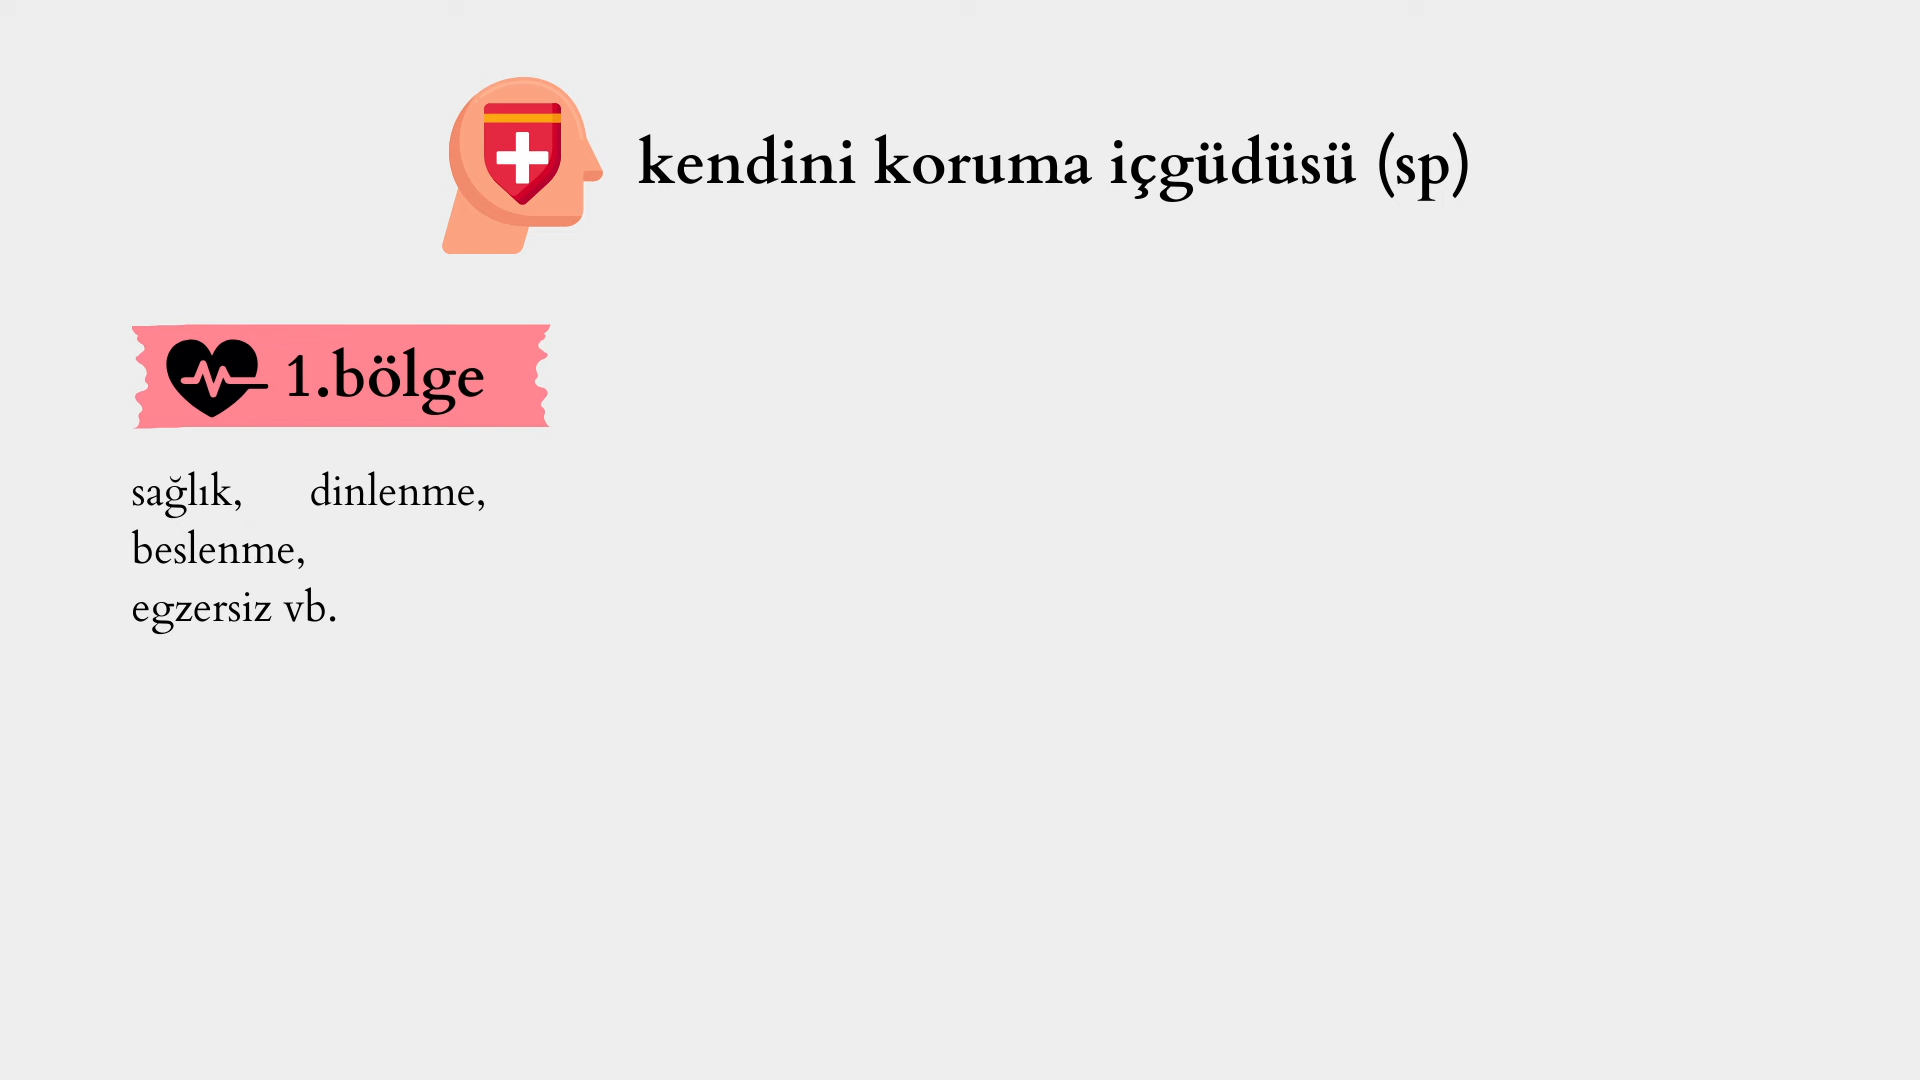 kendini koruma içgüdüsü (sp)
1.bölge
sağlık, dinlenme,
beslenme,
egzersiz vb.